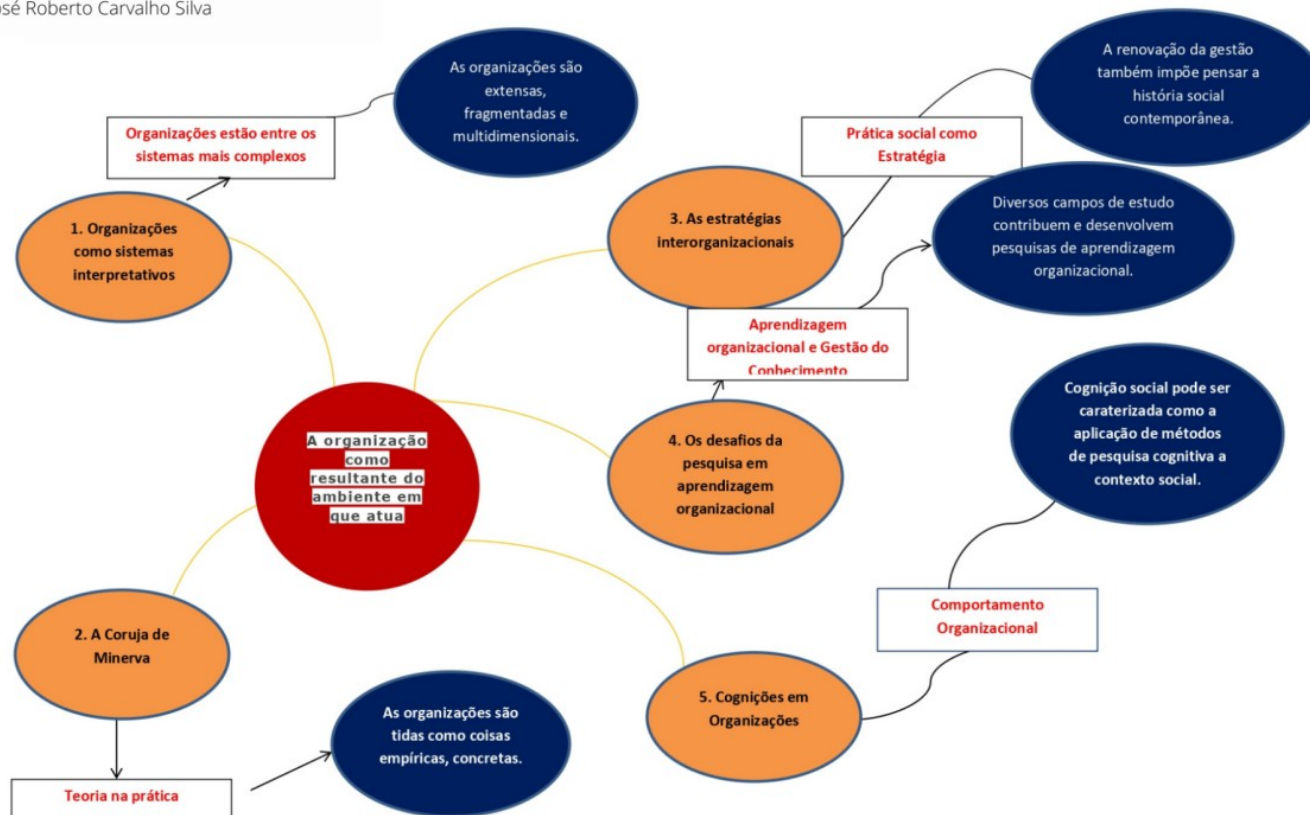 José Roberto Carvalho Silva
As organizações são
extensas,
fragmentadas e
multidimensionais.
Organizações estão entre os
sistemas mais complexos
1. Organizações
como sistemas
interpretativos
A renovação da gestão
também impõe pensar a
história social
contemporânea.
Prática social como
Estratégia
3. As estratégias
interorganizacionais
Diversos campos de estudo
contribuem e desenvolvem
pesquisas de aprendizagem
organizacional.
Aprendizagem
organizacional e Gestão do
Conhecimento
4. Os desafios da
pesquisa em
aprendizagem
organizacional
A organização
como
resultante do
ambiente em
que atua
Cognição social pode ser
caraterizada como a
aplicação de métodos
de pesquisa cognitiva a
contexto social.
Comportamento
Organizacional
5. Cognições em
Organizações
2. A Coruja de
Minerva
Teoria na prática
As organizações são
tidas como coisas
empíricas, concretas.